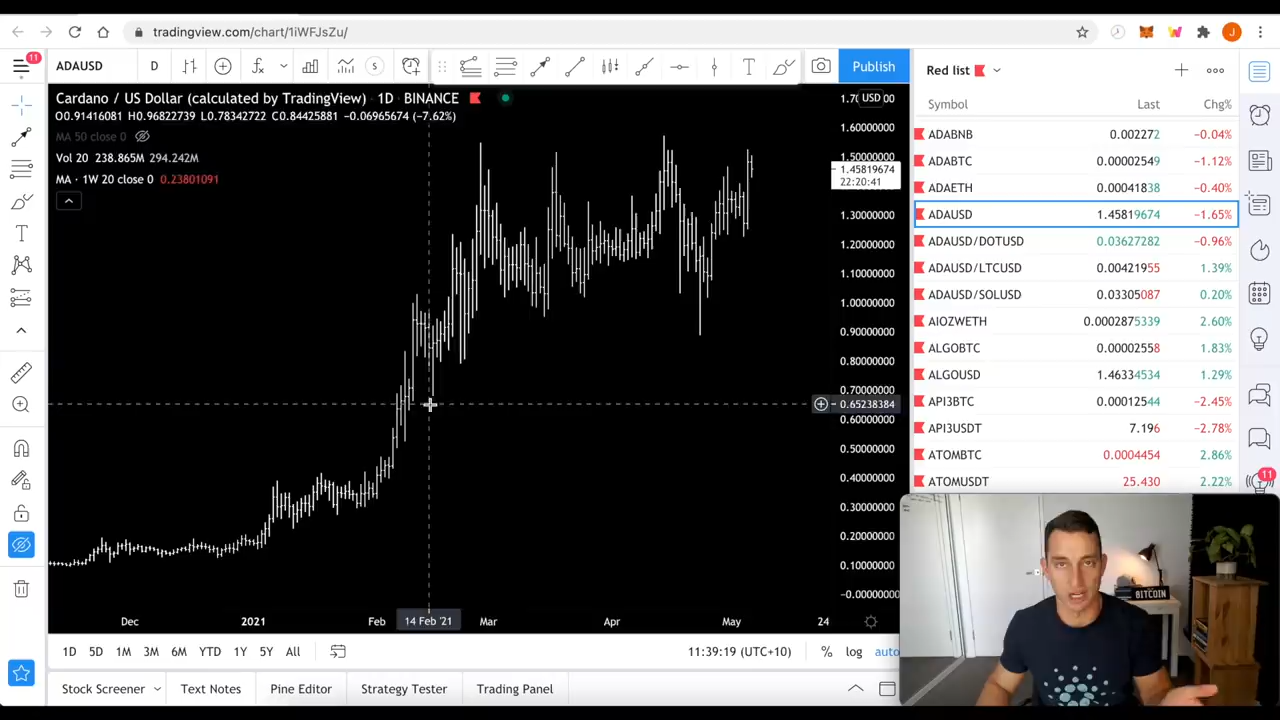 tradingview.com/chart/1iWFJsZu/
11
ADAUSD
D
S
Publish
Red list
Cardano / US Dollar (calculated by TradingView) 1D BINANCE
O0.91416081 H0.96822739 L0.78342722 C0.84425881 −0.06965674 (−7.62%)
MA 50 close 0
Vol 20 238.865M 294.242M
MA · 1W 20 close 0 0.23801091
USD
1.60000000
1.50000000
1.45819674
22:20:41
1.30000000
1.20000000
1.10000000
1.00000000
0.90000000
0.80000000
0.70000000
0.65238384
0.60000000
0.50000000
0.40000000
0.30000000
0.20000000
0.10000000
−0.00000000
Dec 2021 Feb 14 Feb '21 Mar Apr May 24
Symbol Last Chg%
ADABNB 0.002272 −0.04%
ADABTC 0.00002549 −1.12%
ADAETH 0.00041838 −0.40%
ADAUSD 1.45819674 −1.65%
ADAUSD/DOTUSD 0.03627282 −0.96%
ADAUSD/LTCUSD 0.00421955 1.39%
ADAUSD/SOLUSD 0.03305087 0.20%
AIOZWETH 0.0002875339 2.60%
ALGOBTC 0.00002558 1.83%
ALGOUSD 1.46334534 1.29%
API3BTC 0.00012544 −2.45%
API3USDT 7.196 −2.78%
ATOMBTC 0.0004454 2.86%
ATOMUSDT 25.430 2.22%
11
BITCOIN
1D 5D 1M 3M 6M YTD 1Y 5Y All
11:39:19 (UTC+10) % log auto
Stock Screener Text Notes Pine Editor Strategy Tester Trading Panel